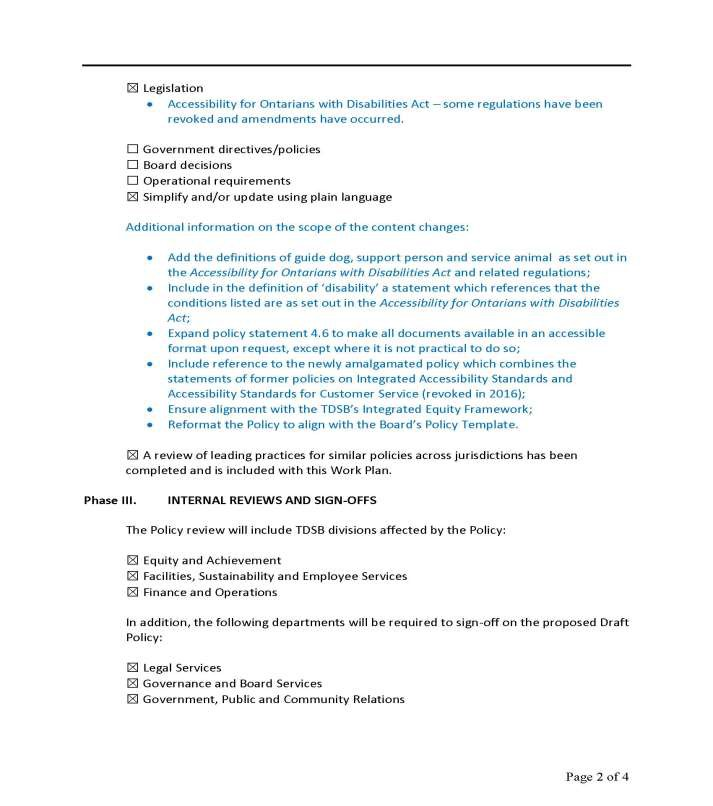 ☒ Legislation
• Accessibility for Ontarians with Disabilities Act – some regulations have been
revoked and amendments have occurred.
☐ Government directives/policies
☐ Board decisions
☐ Operational requirements
☒ Simplify and/or update using plain language
Additional information on the scope of the content changes:
• Add the definitions of guide dog, support person and service animal as set out in
the Accessibility for Ontarians with Disabilities Act and related regulations;
• Include in the definition of ‘disability’ a statement which references that the
conditions listed are as set out in the Accessibility for Ontarians with Disabilities
Act;
• Expand policy statement 4.6 to make all documents available in an accessible
format upon request, except where it is not practical to do so;
• Include reference to the newly amalgamated policy which combines the
statements of former policies on Integrated Accessibility Standards and
Accessibility Standards for Customer Service (revoked in 2016);
• Ensure alignment with the TDSB’s Integrated Equity Framework;
• Reformat the Policy to align with the Board’s Policy Template.
☒ A review of leading practices for similar policies across jurisdictions has been
completed and is included with this Work Plan.
Phase III. INTERNAL REVIEWS AND SIGN-OFFS
The Policy review will include TDSB divisions affected by the Policy:
☒ Equity and Achievement
☒ Facilities, Sustainability and Employee Services
☒ Finance and Operations
In addition, the following departments will be required to sign-off on the proposed Draft
Policy:
☒ Legal Services
☒ Governance and Board Services
☒ Government, Public and Community Relations
Page 2 of 4